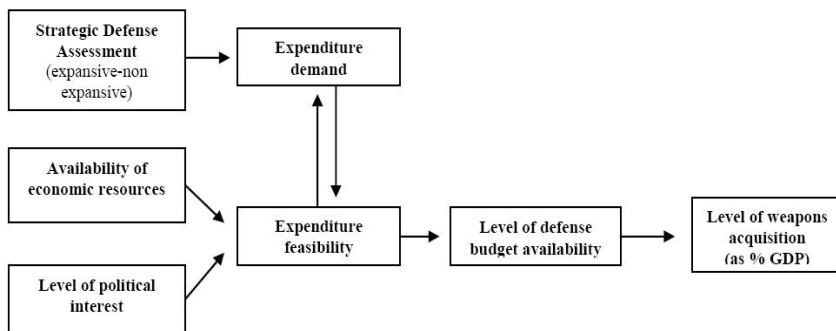 Strategic Defense
Assessment
(expansive-non
expansive)
Expenditure
demand
Availability of
economic resources
Expenditure
feasibility
Level of defense
budget availability
Level of weapons
acquisition
(as % GDP)
Level of political
interest